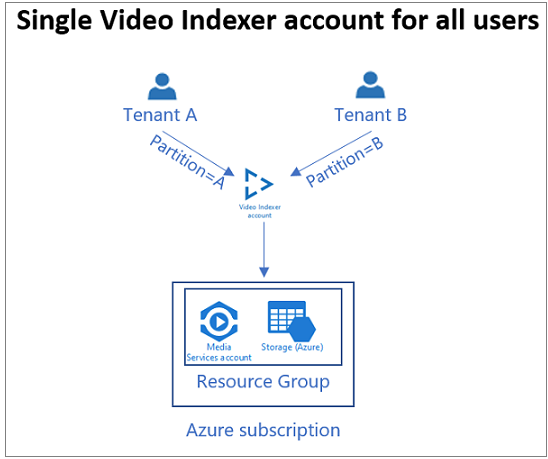 Single Video Indexer account for all users
Tenant A
Tenant B
Partition=A
Partition=B
Video Indexer
account
Media
Services account
Storage (Azure)
Resource Group
Azure subscription